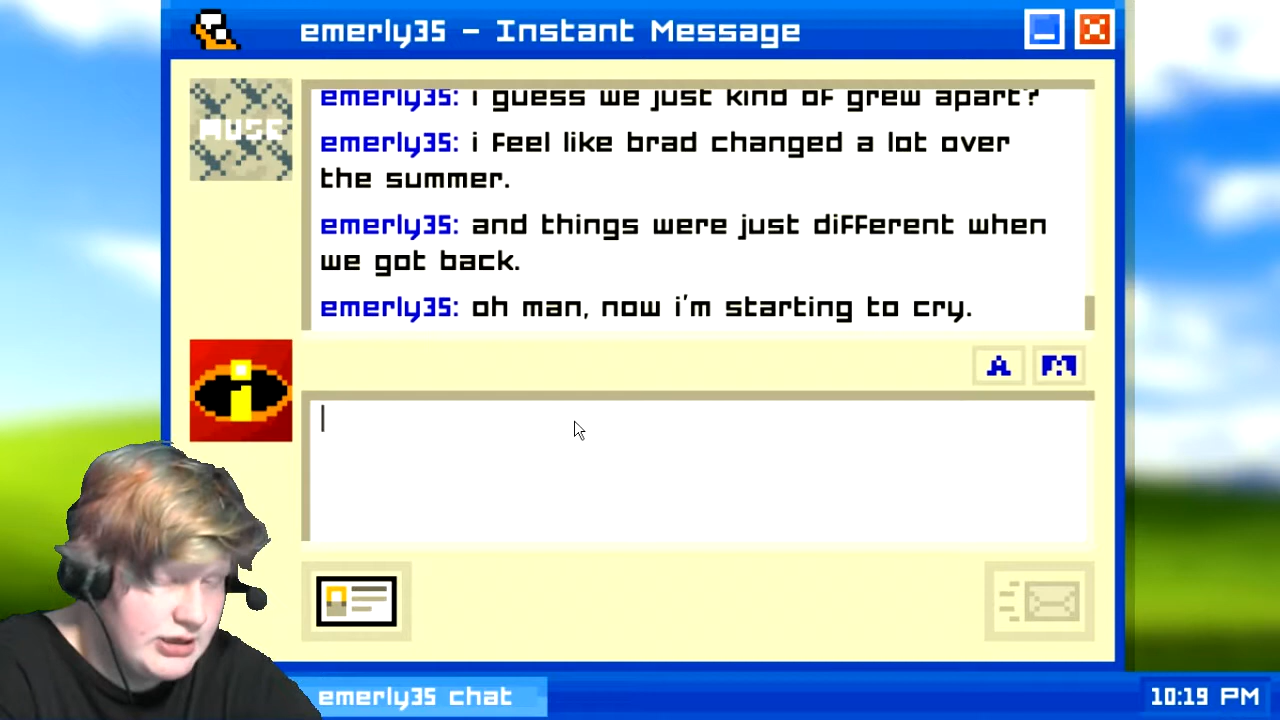 emerly35 - Instant Message
MUSE
emerly35: i guess we just kind of grew apart?
emerly35: i feel like brad changed a lot over
the summer.
emerly35: and things were just different when
we got back.
emerly35: oh man, now i'm starting to cry.
A
i
emerly35 chat
10:19 PM